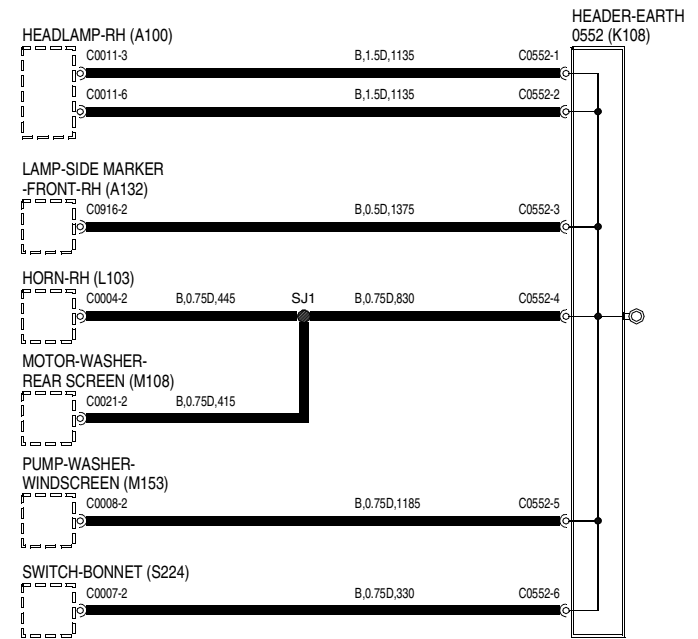 HEADER-EARTH
0552 (K108)
HEADLAMP-RH (A100)
C0011-3 B,1.5D,1135 C0552-1
C0011-6 B,1.5D,1135 C0552-2
LAMP-SIDE MARKER
-FRONT-RH (A132)
C0916-2 B,0.5D,1375 C0552-3
HORN-RH (L103)
C0004-2 B,0.75D,445 SJ1 B,0.75D,830 C0552-4
MOTOR-WASHER-
REAR SCREEN (M108)
C0021-2 B,0.75D,415
PUMP-WASHER-
WINDSCREEN (M153)
C0008-2 B,0.75D,1185 C0552-5
SWITCH-BONNET (S224)
C0007-2 B,0.75D,330 C0552-6